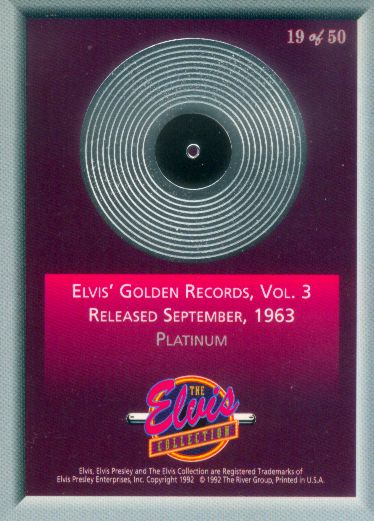 19 of 50
ELVIS' GOLDEN RECORDS, VOL. 3
RELEASED SEPTEMBER, 1963
PLATINUM
THE
Elvis
COLLECTION
Elvis, Elvis Presley and The Elvis Collection are Registered Trademarks of
Elvis Presley Enterprises, Inc. Copyright 1992 © 1992 The River Group, Printed in U.S.A.